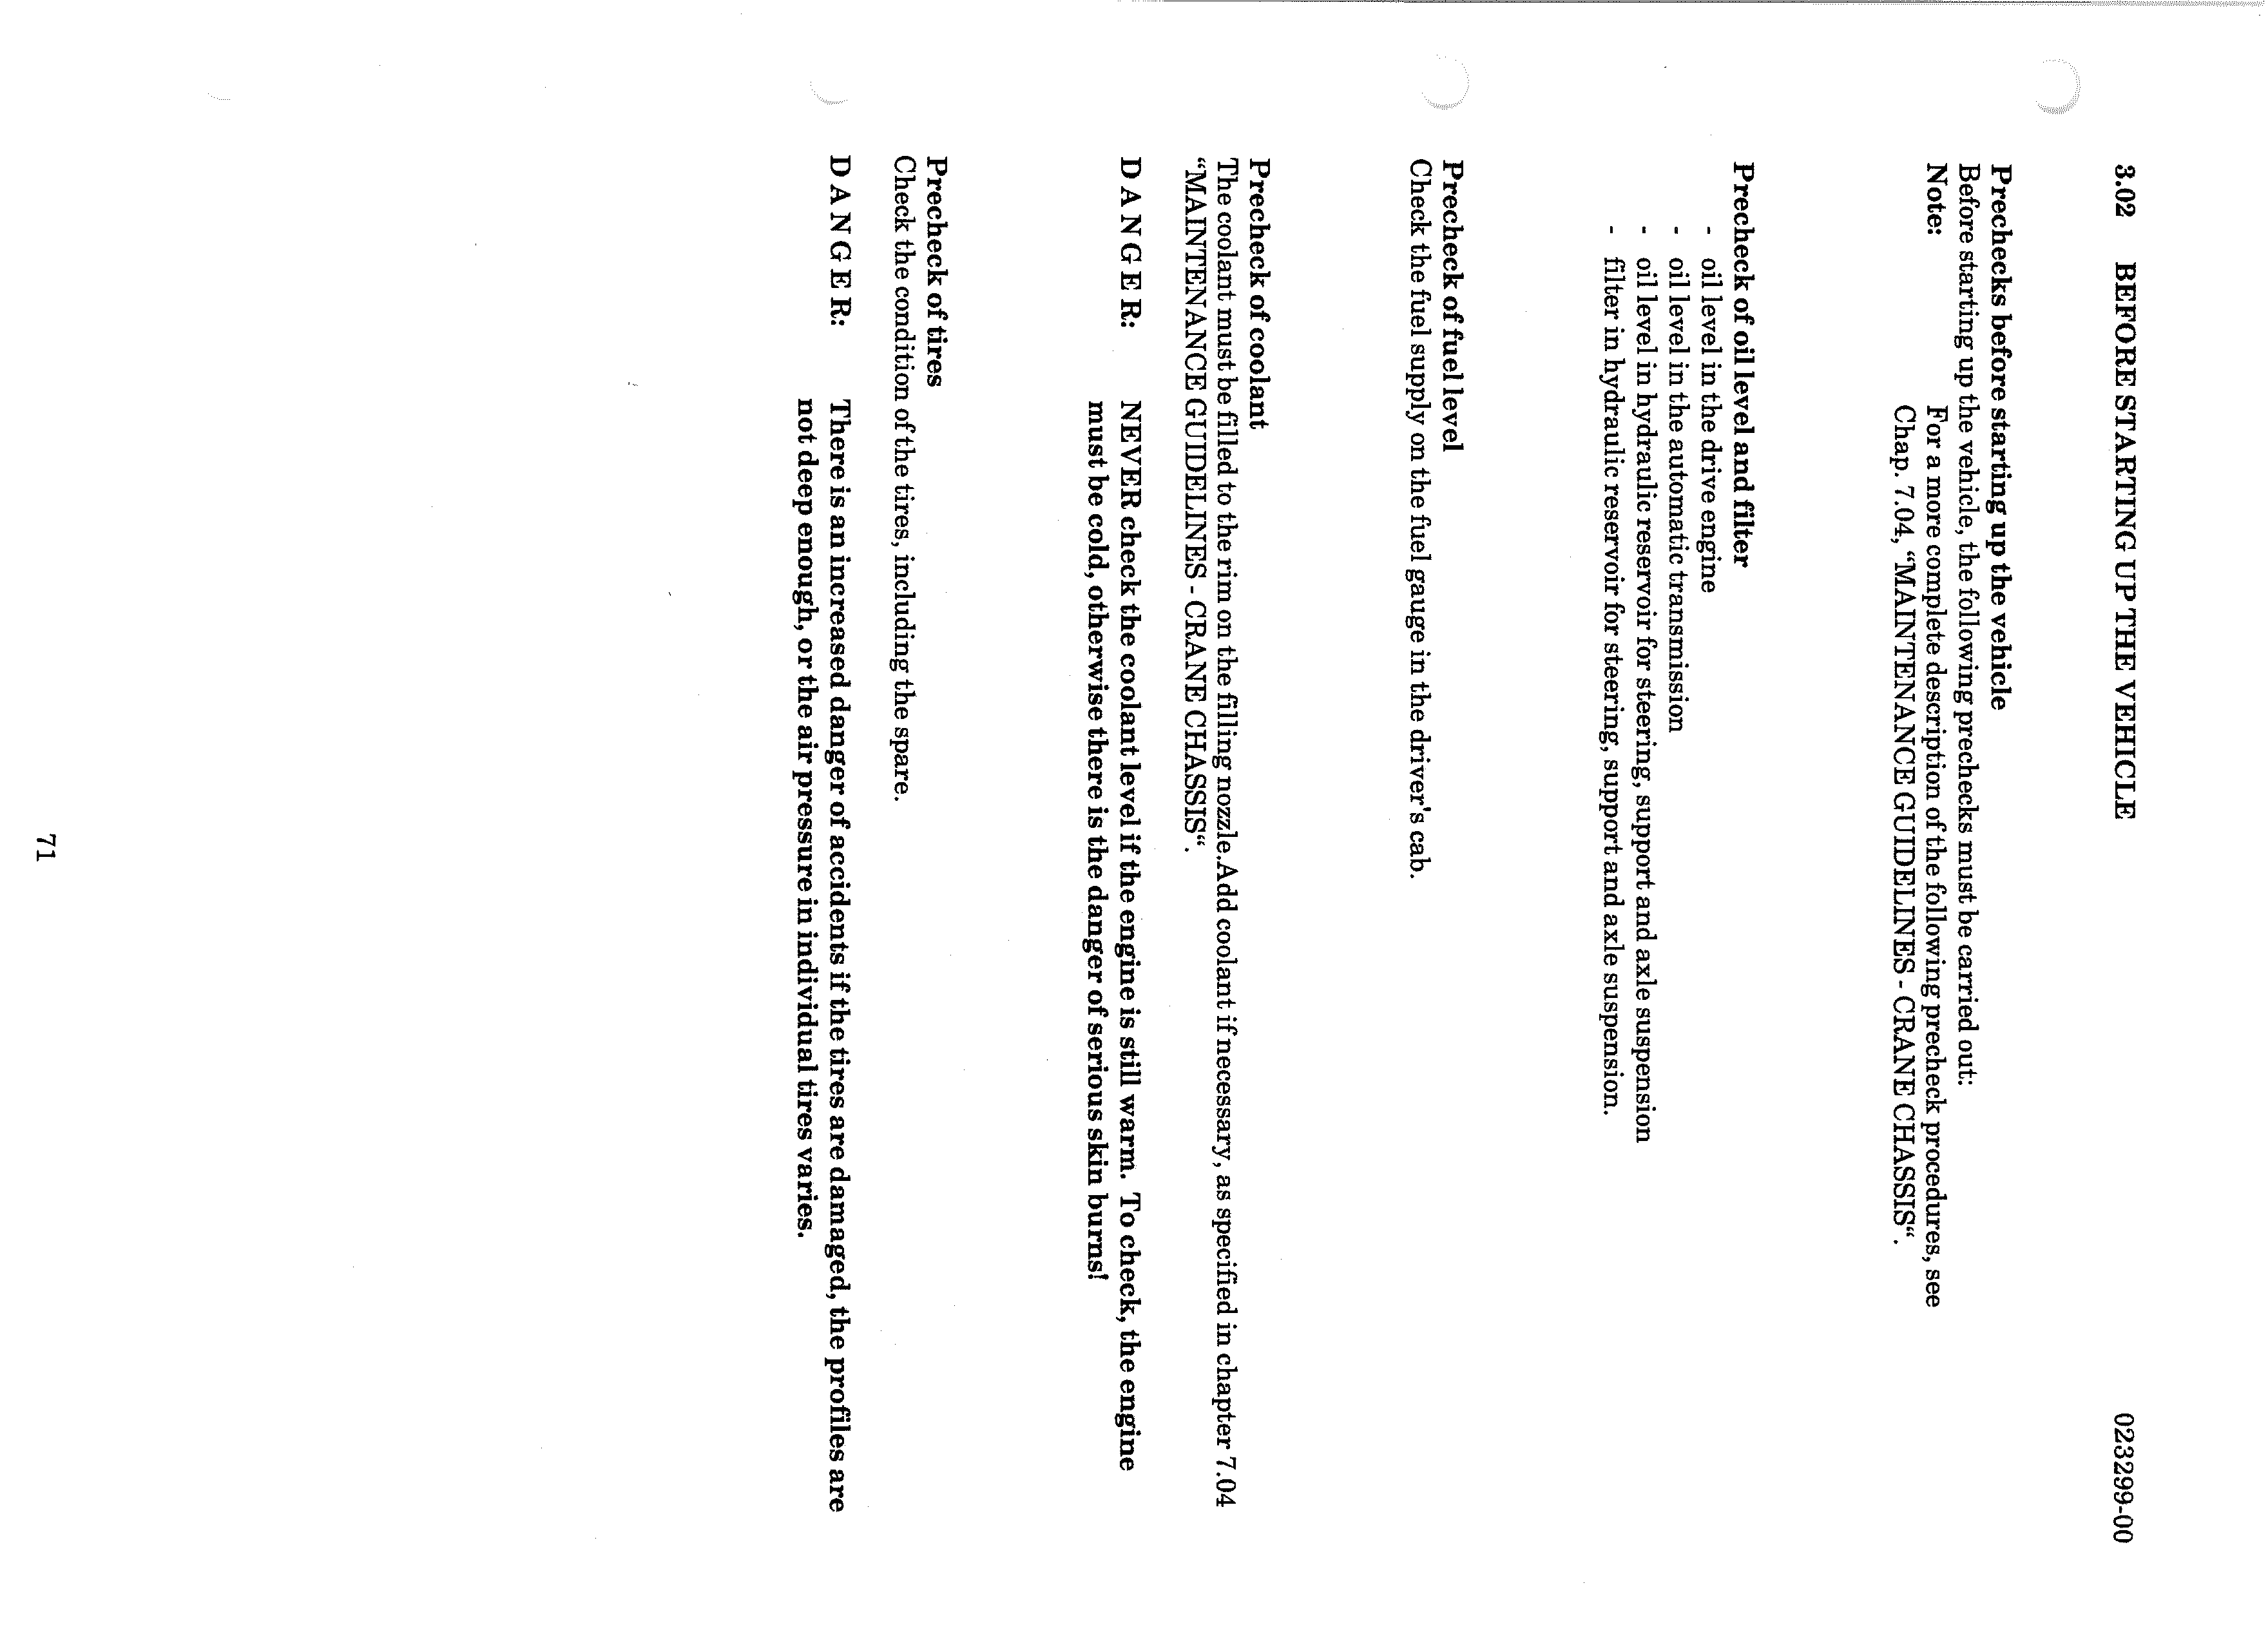 3.02 BEFORE STARTING UP THE VEHICLE 023299-00
Prechecks before starting up the vehicle
Before starting up the vehicle, the following prechecks must be carried out:
Note: For a more complete description of the following precheck procedures, see
Chap. 7.04, “MAINTENANCE GUIDELINES - CRANE CHASSIS“.
Precheck of oil level and filter
- oil level in the drive engine
- oil level in the automatic transmission
- oil level in hydraulic reservoir for steering, support and axle suspension
- filter in hydraulic reservoir for steering, support and axle suspension.
Precheck of fuel level
Check the fuel supply on the fuel gauge in the driver's cab.
Precheck of coolant
The coolant must be filled to the rim on the filling nozzle.Add coolant if necessary, as specified in chapter 7.04
“MAINTENANCE GUIDELINES - CRANE CHASSIS“.
D A N G E R: NEVER check the coolant level if the engine is still warm. To check, the engine
must be cold, otherwise there is the danger of serious skin burns!
Precheck of tires
Check the condition of the tires, including the spare.
D A N G E R: There is an increased danger of accidents if the tires are damaged, the profiles are
not deep enough, or the air pressure in individual tires varies.
71